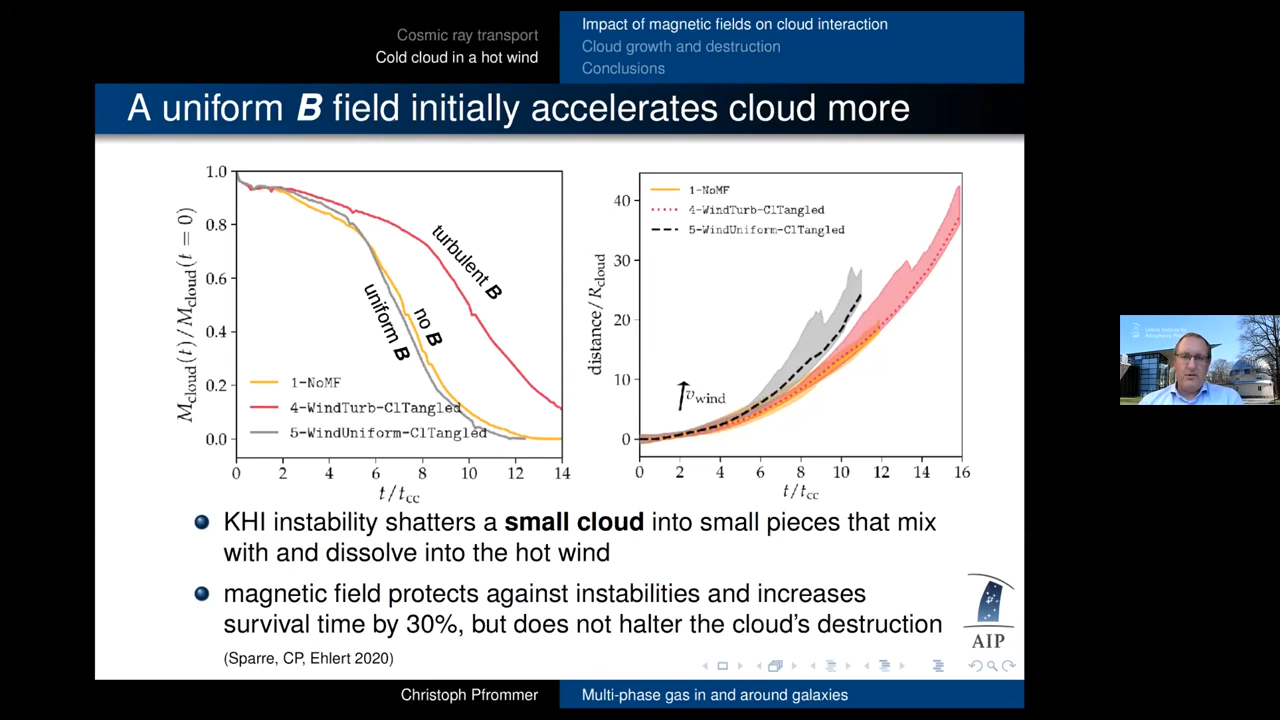 Cosmic ray transport
Cold cloud in a hot wind
Impact of magnetic fields on cloud interaction
Cloud growth and destruction
Conclusions
A uniform B field initially accelerates cloud more
M_cloud(t)/M_cloud(t = 0)
1.0
0.8
0.6
0.4
0.2
0.0
turbulent B
no B
uniform B
1-NoMF
4-WindTurb-ClTangled
5-WindUniform-ClTangled
0 2 4 6 8 10 12 14
t/t_cc
distance/R_cloud
40
30
20
10
0
1-NoMF
4-WindTurb-ClTangled
5-WindUniform-ClTangled
v_wind
0 2 4 6 8 10 12 14 16
t/t_cc
KHI instability shatters a small cloud into small pieces that mix
with and dissolve into the hot wind
magnetic field protects against instabilities and increases
survival time by 30%, but does not halter the cloud's destruction
(Sparre, CP, Ehlert 2020)
AIP
Christoph Pfrommer
Multi-phase gas in and around galaxies